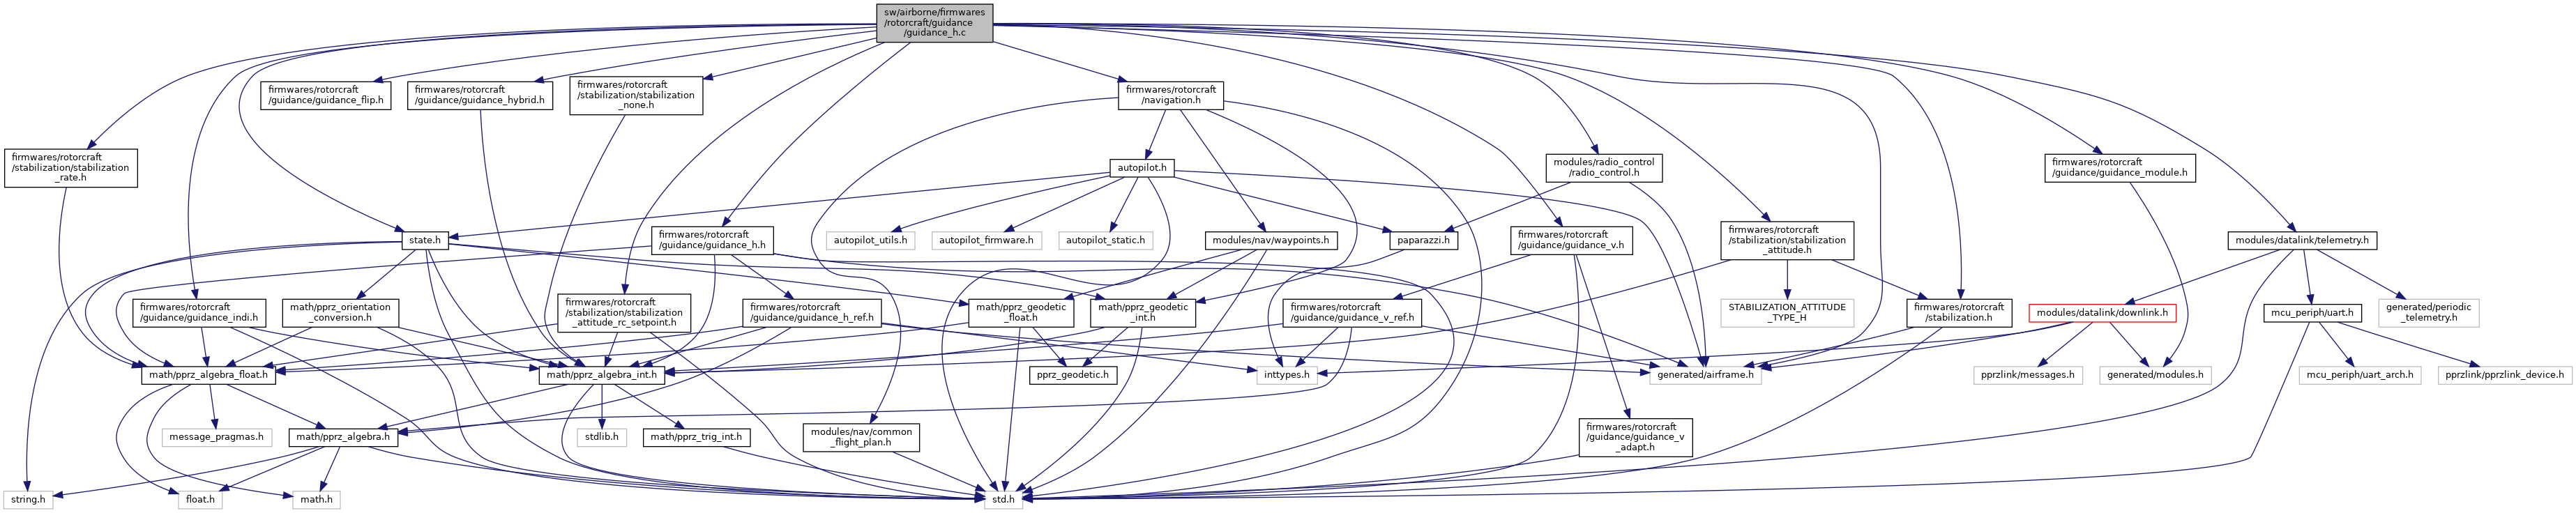 sw/airborne/firmwares
/rotorcraft/guidance
/guidance_h.c
firmwares/rotorcraft
/guidance/guidance_flip.h
firmwares/rotorcraft
/guidance/guidance_hybrid.h
firmwares/rotorcraft
/stabilization/stabilization
_none.h
firmwares/rotorcraft
/navigation.h
firmwares/rotorcraft
/stabilization/stabilization
_rate.h
autopilot.h
modules/radio_control
/radio_control.h
firmwares/rotorcraft
/guidance/guidance_module.h
state.h
firmwares/rotorcraft
/guidance/guidance_h.h
autopilot_utils.h
autopilot_firmware.h
autopilot_static.h
modules/nav/waypoints.h
paparazzi.h
firmwares/rotorcraft
/guidance/guidance_v.h
firmwares/rotorcraft
/stabilization/stabilization
_attitude.h
modules/datalink/telemetry.h
firmwares/rotorcraft
/guidance/guidance_indi.h
math/pprz_orientation
_conversion.h
firmwares/rotorcraft
/stabilization/stabilization
_attitude_rc_setpoint.h
firmwares/rotorcraft
/guidance/guidance_h_ref.h
math/pprz_geodetic
_float.h
math/pprz_geodetic
_int.h
firmwares/rotorcraft
/guidance/guidance_v_ref.h
STABILIZATION_ATTITUDE
_TYPE_H
firmwares/rotorcraft
/stabilization.h
modules/datalink/downlink.h
mcu_periph/uart.h
generated/periodic
_telemetry.h
math/pprz_algebra_float.h
math/pprz_algebra_int.h
pprz_geodetic.h
inttypes.h
generated/airframe.h
pprzlink/messages.h
generated/modules.h
mcu_periph/uart_arch.h
pprzlink/pprzlink_device.h
message_pragmas.h
math/pprz_algebra.h
stdlib.h
math/pprz_trig_int.h
modules/nav/common
_flight_plan.h
firmwares/rotorcraft
/guidance/guidance_v
_adapt.h
string.h
float.h
math.h
std.h